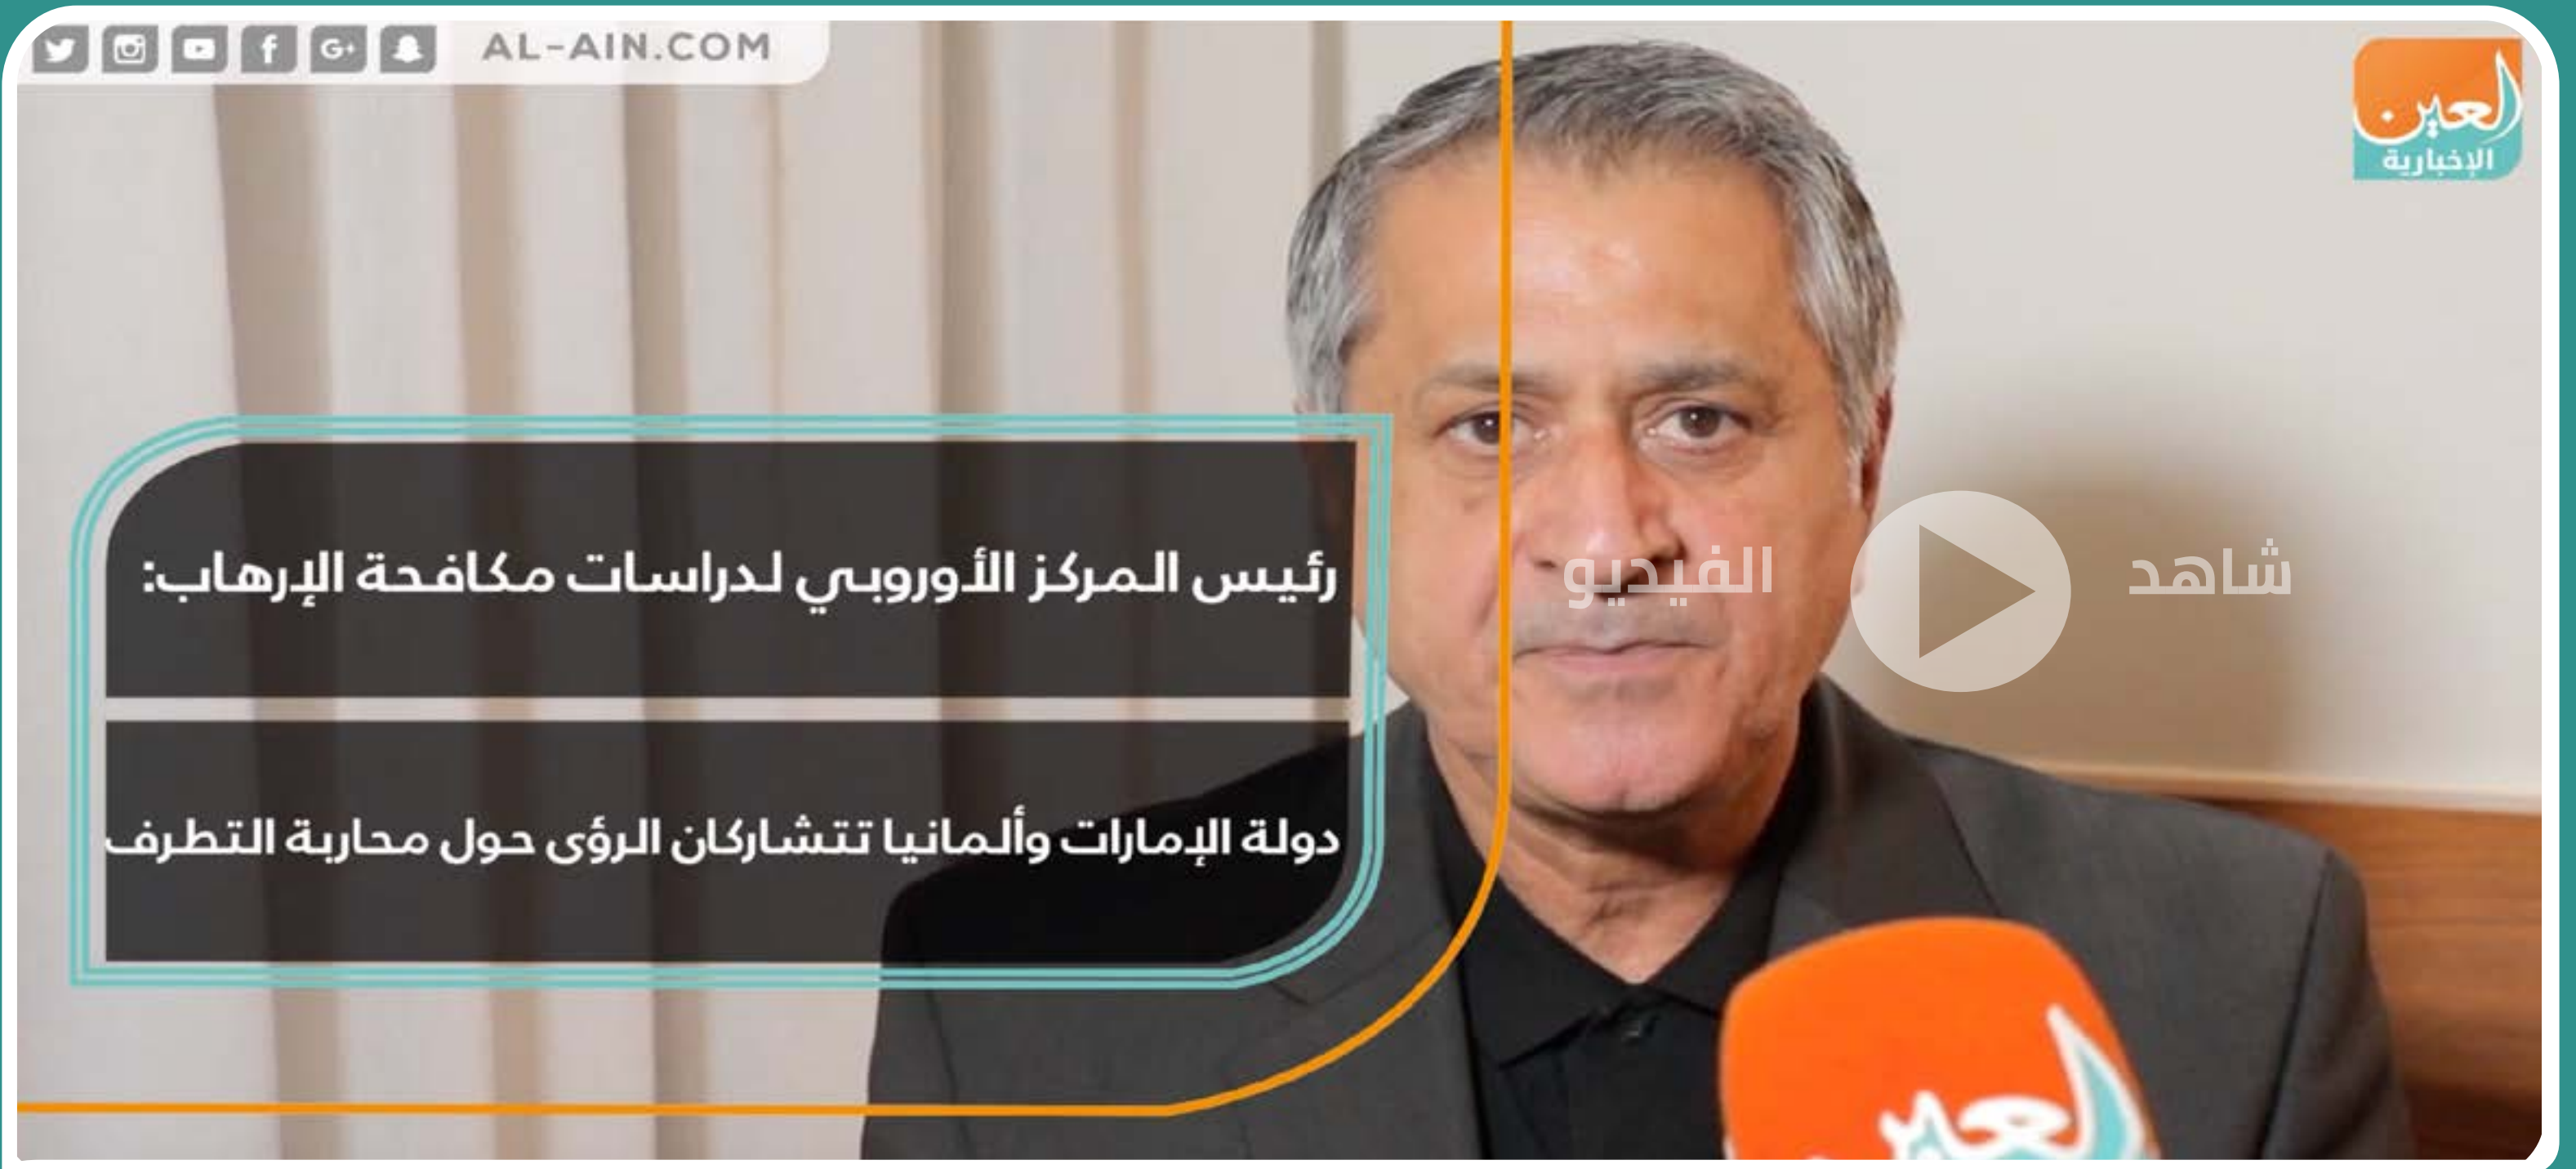 AL-AIN.COM
العين
الإخبارية
شاهد الفيديو
رئيس المركز الأوروبي لدراسات مكافحة الإرهاب:
دولة الإمارات وألمانيا تتشاركان الرؤى حول محاربة التطرف
العين